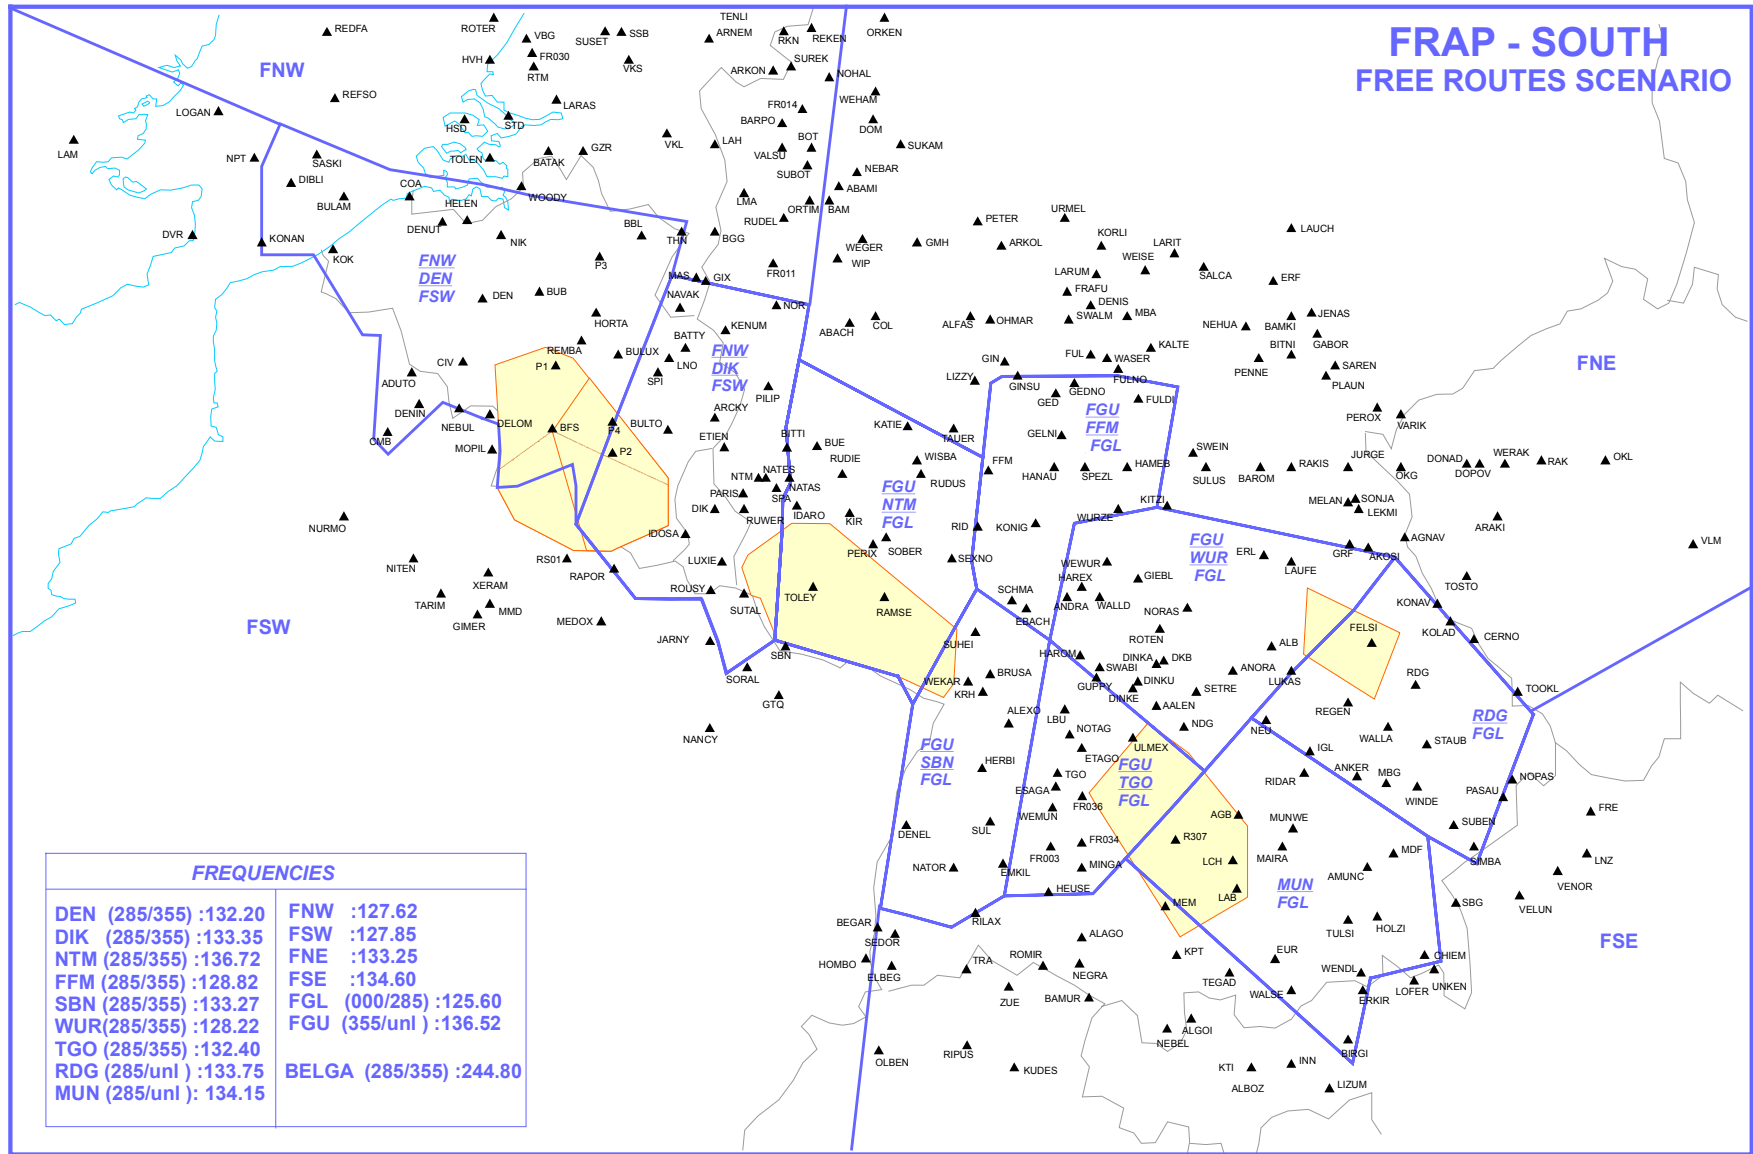 FRAP - SOUTH
FREE ROUTES SCENARIO
TENLI
ROTER
REDFA
VBG
SUSET
SSB
ARNEM
RKN
REKEN
ORKEN
FNW
HVH
FR030
RTM
VKS
ARKON
SUREK
NOHAL
REFSO
LARAS
WEHAM
LOGAN
FR014
HSD
STD
BARPO
DOM
LAM
NPT
SASKI
TOLEN
BATAK
GZR
VKL
LAH
BOT
VALSU
SUKAM
DIBLI
SUBOT
NEBAR
COA
WOODY
ABAMI
BULAM
HELEN
LMA
ORTIM
BAM
DENUT
RUDEL
PETER
URMEL
DVR
KONAN
NIK
BBL
THN
BGG
WEGER
GMH
ARKOL
KORLI
LAUCH
KOK
LARIT
FNW
DEN
FSW
P3
WIP
WEISE
SALCA
FR011
MAS
GIX
LARUM
ERF
DEN
BUB
NAVAK
NOR
FRAFU
DENIS
HORTA
KENUM
ABACH
COL
ALFAS
OHMAR
SWALM
MBA
NEHUA
BAMKI
JENAS
BATTY
REMBA
BULUX
FNW
DIK
FSW
GIN
FUL
WASER
KALTE
BITNI
GABOR
CIV
P1
LNO
SPI
PENNE
SAREN
FNE
ADUTO
LIZZY
GINSU
GEDNO
FULNO
PLAUN
PILIP
GED
FULDI
DENIN
NEBUL
DELOM
ARCKY
FGU
FFM
FGL
PEROX
VARIK
CMB
BFS
P4
BULTO
KATIE
TAUER
GELNI
MOPIL
P2
ETIEN
BITTI
BUE
RUDIE
WISBA
SWEIN
NTM
NATES
FFM
HANAU
SPEZL
HAMEB
SULUS
BAROM
RAKIS
JURGE
OKG
DONAD
DOPOV
WERAK
RAK
OKL
SPA
NATAS
RUDUS
PARIS
FGU
NTM
FGL
KITZI
MELAN
SONJA
LEKMI
NURMO
DIK
RUWER
IDARO
KIR
RID
KONIG
WURZE
ARAKI
IDOSA
SOBER
PERIX
AGNAV
VLM
NITEN
RS01
LUXIE
SEXNO
WEWUR
FGU
WUR
FGL
ERL
LAUFE
GRF
AKOSI
XERAM
RAPOR
GIEBL
TOSTO
TARIM
ROUSY
SUTAL
TOLEY
RAMSE
SCHMA
HAREX
ANDRA
WALLD
NORAS
KONAV
GIMER
MMD
EBACH
FSW
MEDOX
JARNY
SUHEI
ROTEN
FELSI
KOLAD
CERNO
SBN
HAROM
DINKA
DKB
ALB
SORAL
WEKAR
BRUSA
SWABI
GUPPY
DINKU
DINKE
ANORA
LUKAS
RDG
GTQ
KRH
SETRE
TOOKL
LBU
AALEN
REGEN
NANCY
ALEXO
NOTAG
NDG
NEU
WALLA
RDG
FGL
FGU
SBN
FGL
ULMEX
ETAGO
IGL
STAUB
HERBI
TGO
FGU
TGO
FGL
RIDAR
ANKER
MBG
NOPAS
ESAGA
WINDE
PASAU
WEMUN
FR036
AGB
FRE
DENEL
SUL
MUNWE
SUBEN
R307
FR003
FR034
MAIRA
MDF
SIMBA
LNZ
NATOR
EMKIL
MINGA
LCH
AMUNC
VENOR
HEUSE
LAB
MUN
FGL
MEM
SBG
VELUN
BEGAR
RILAX
TULSI
HOLZI
SEDOR
ALAGO
FSE
HOMBO
ELBEG
TRA
ROMIR
NEGRA
KPT
EUR
CHIEM
ZUE
TEGAD
WENDL
UNKEN
BAMUR
WALSE
ERKIR
LOFER
NEBEL
ALGOI
OLBEN
RIPUS
BIRGI
KUDES
KTI
INN
ALBOZ
LIZUM
FREQUENCIES
DEN (285/355) :132.20
DIK (285/355) :133.35
NTM (285/355) :136.72
FFM (285/355) :128.82
SBN (285/355) :133.27
WUR(285/355) :128.22
TGO (285/355) :132.40
RDG (285/unl ) :133.75
MUN (285/unl ): 134.15
FNW :127.62
FSW :127.85
FNE :133.25
FSE :134.60
FGL (000/285) :125.60
FGU (355/unl ) :136.52
BELGA (285/355) :244.80